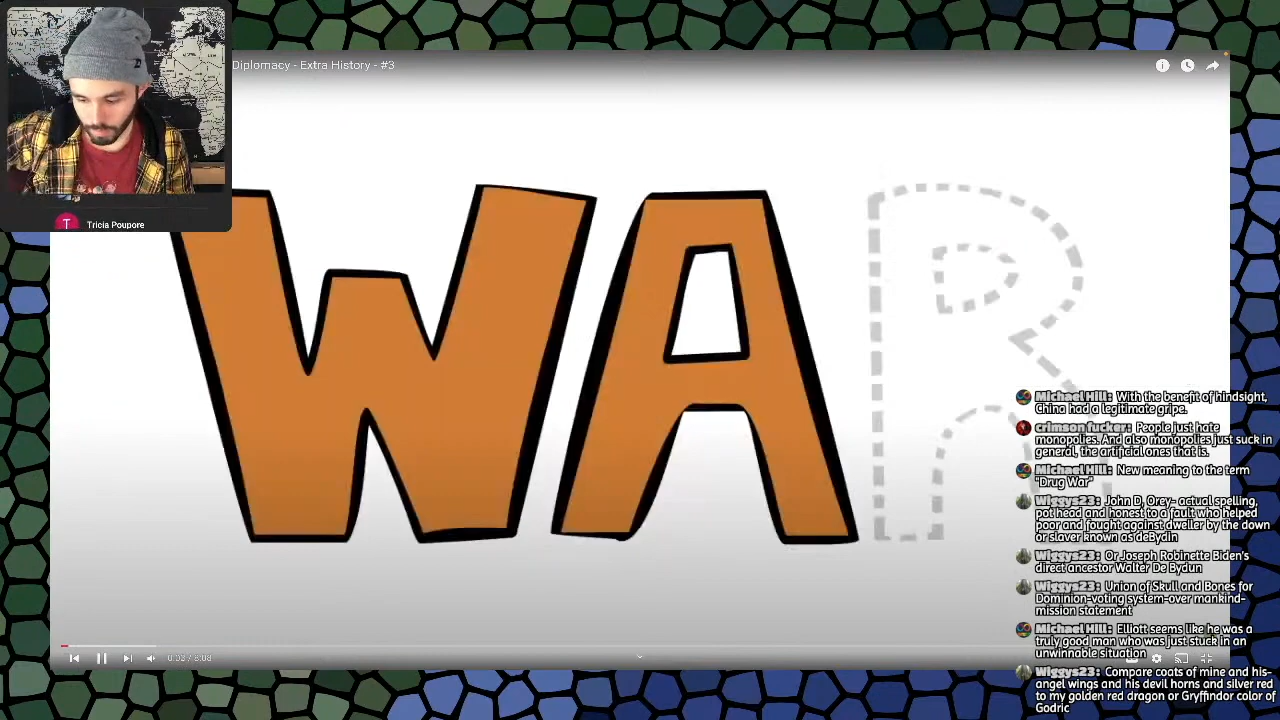 USA
Diplomacy - Extra History - #3
T Tricia Poupore
WAR
Michael Hill: With the benefit of hindsight,
China had a legitimate gripe.
crimson fucker: People just hate
monopolies. And also monopolies just suck in
general, the artificial ones that is.
Michael Hill: New meaning to the term
"Drug War"
Wiggys23: John D, Orey- actual spelling,
pot head and honest to a fault who helped
poor and fought against dweller by the down
or slaver known as deBydin
Wiggys23: Or Joseph Robinette Biden's
direct ancestor Walter De Bydun
Wiggys23: Union of Skull and Bones for
Dominion-voting system-over mankind-
mission statement
Michael Hill: Elliott seems like he was a
truly good man who was just stuck in an
unwinnable situation
Wiggys23: Compare coats of mine and his-
angel wings and his devil horns and silver red
to my golden red dragon or Gryffindor color of
Godric
0:02 / 8:08